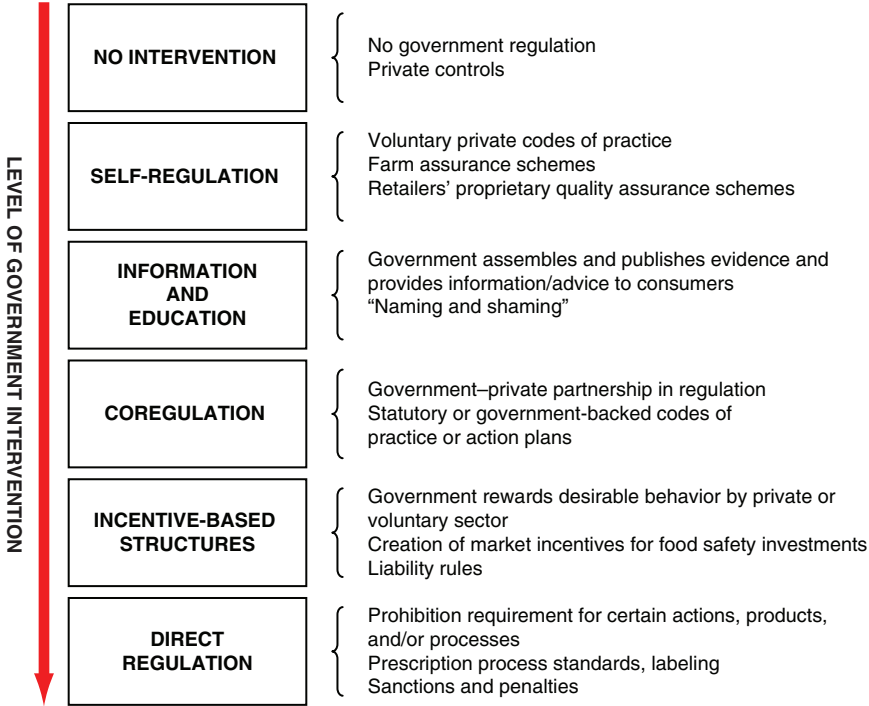 LEVEL OF GOVERNMENT INTERVENTION
NO INTERVENTION
No government regulation
Private controls
SELF-REGULATION
Voluntary private codes of practice
Farm assurance schemes
Retailers’ proprietary quality assurance schemes
INFORMATION
AND
EDUCATION
Government assembles and publishes evidence and
provides information/advice to consumers
“Naming and shaming”
COREGULATION
Government–private partnership in regulation
Statutory or government-backed codes of
practice or action plans
INCENTIVE-BASED
STRUCTURES
Government rewards desirable behavior by private or
voluntary sector
Creation of market incentives for food safety investments
Liability rules
DIRECT
REGULATION
Prohibition requirement for certain actions, products,
and/or processes
Prescription process standards, labeling
Sanctions and penalties